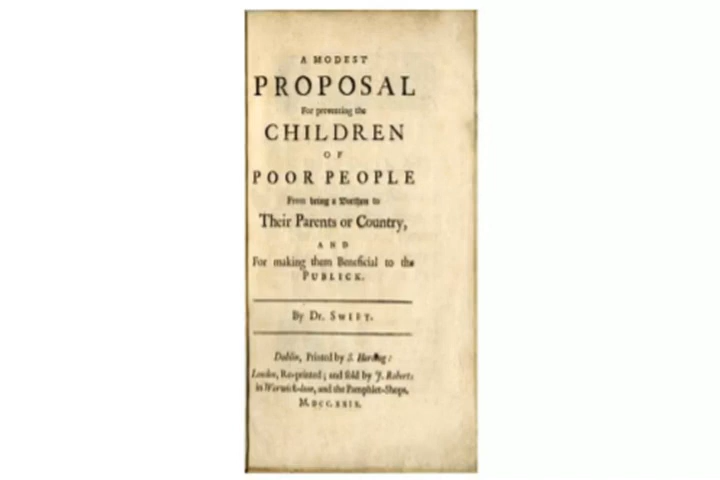 A MODEST
PROPOSAL
For preventing the
CHILDREN
OF
POOR PEOPLE
From being a Burthen to
Their Parents or Country,
AND
For making them Beneficial to the
PUBLICK.
By Dr. SWIFT.
Dublin, Printed by S. Harding:
London, Re-printed; and sold by J. Roberts
in Warwick-lane, and the Pamphlet-Shops.
M.DCC.XXIX.